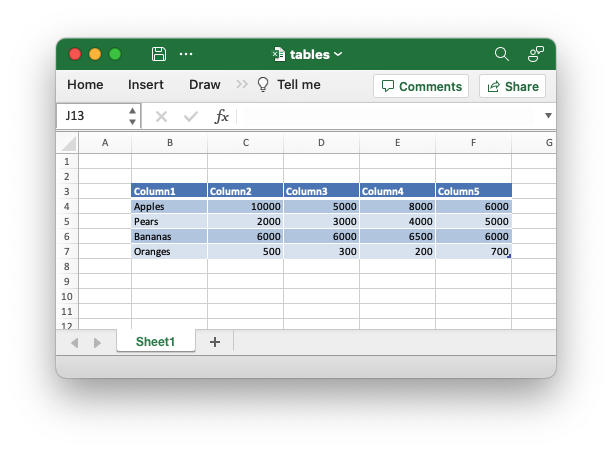 tables
Home Insert Draw Tell me Comments Share
J13 fx
A B C D E F G
1
2
3 Column1 Column2 Column3 Column4 Column5
4 Apples 10000 5000 8000 6000
5 Pears 2000 3000 4000 5000
6 Bananas 6000 6000 6500 6000
7 Oranges 500 300 200 700
8
9
10
11
12
Sheet1 +